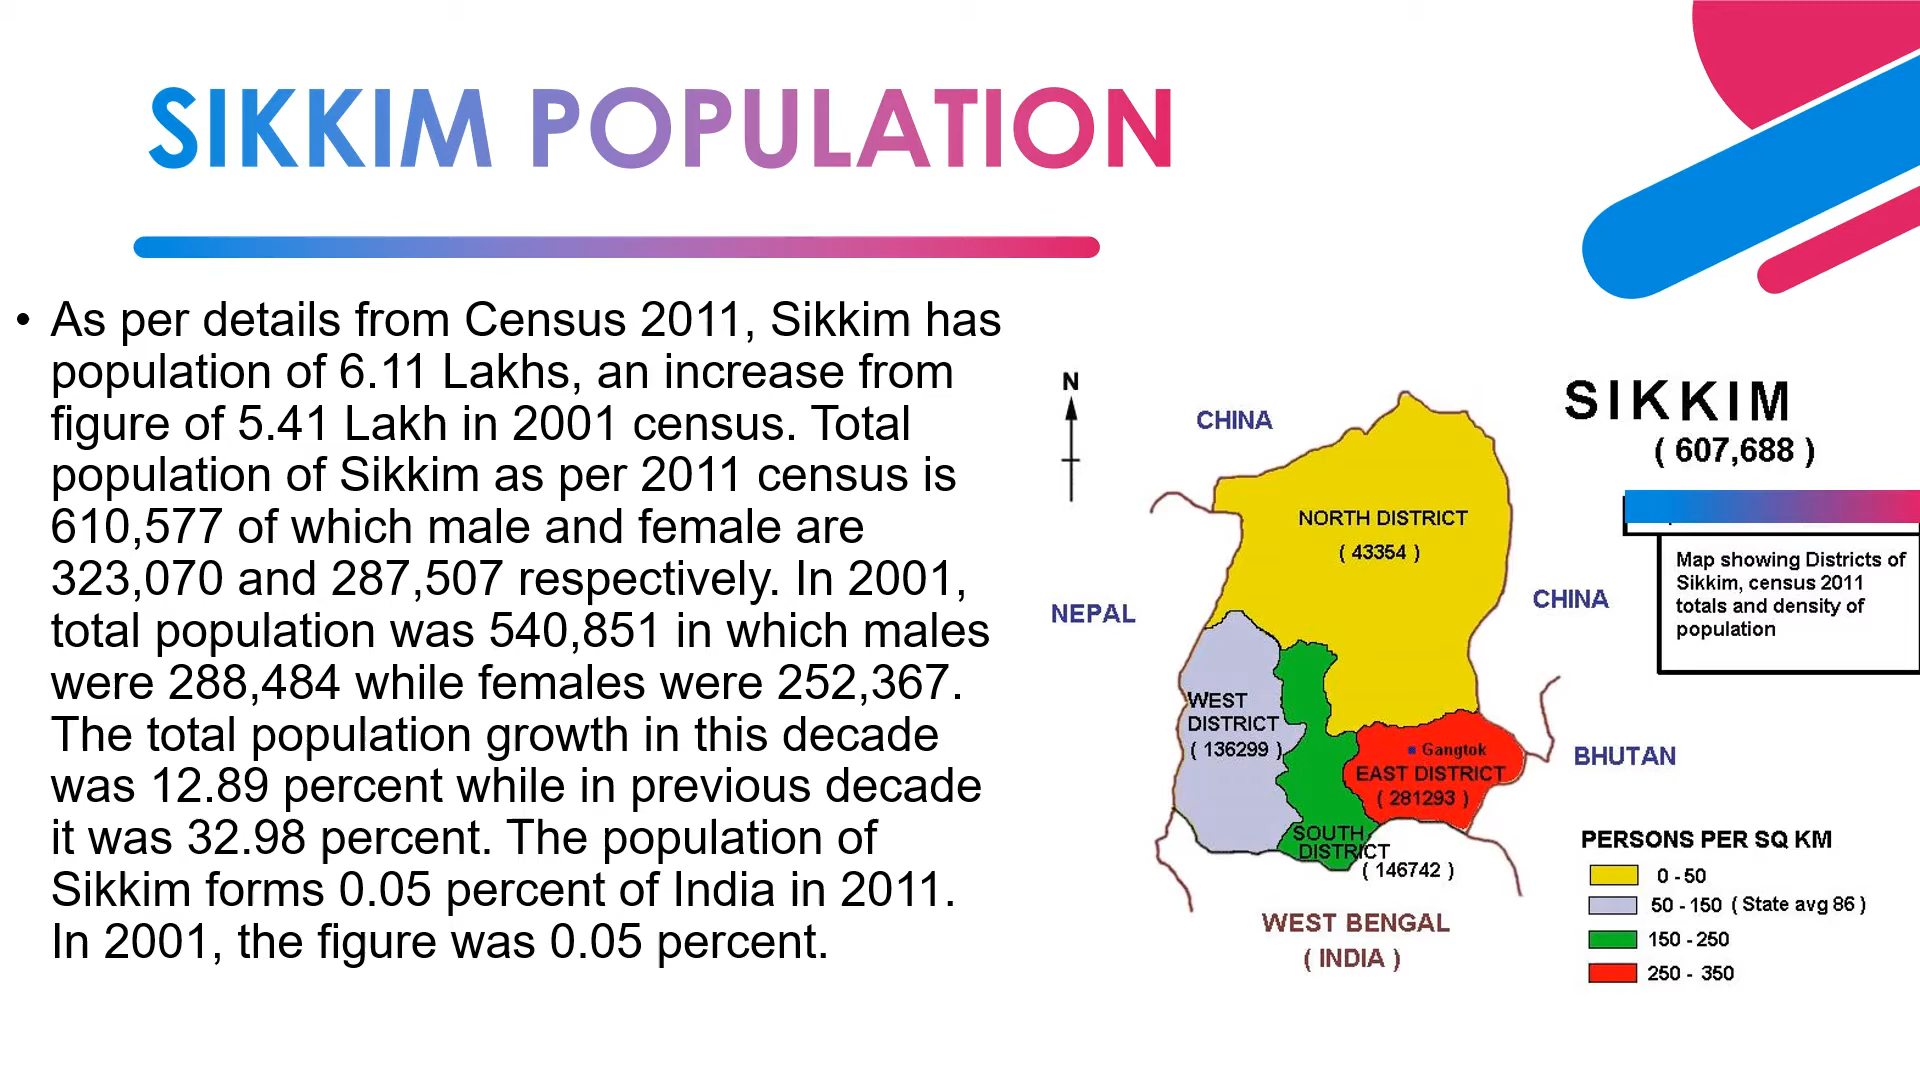 SIKKIM POPULATION
• As per details from Census 2011, Sikkim has
population of 6.11 Lakhs, an increase from
figure of 5.41 Lakh in 2001 census. Total
population of Sikkim as per 2011 census is
610,577 of which male and female are
323,070 and 287,507 respectively. In 2001,
total population was 540,851 in which males
were 288,484 while females were 252,367.
The total population growth in this decade
was 12.89 percent while in previous decade
it was 32.98 percent. The population of
Sikkim forms 0.05 percent of India in 2011.
In 2001, the figure was 0.05 percent.
N
SIKKIM
( 607,688 )
CHINA
NORTH DISTRICT
( 43354 )
Map showing Districts of
Sikkim, census 2011
totals and density of
population
CHINA
NEPAL
WEST
DISTRICT
( 136299 )
Gangtok
EAST DISTRICT
( 281293 )
BHUTAN
SOUTH
DISTRICT
( 146742 )
WEST BENGAL
( INDIA )
PERSONS PER SQ KM
0 - 50
50 - 150 ( State avg 86 )
150 - 250
250 - 350